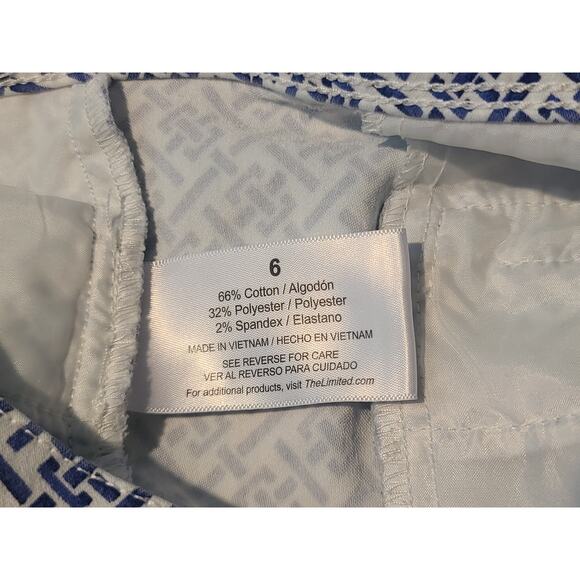 6
66% Cotton / Algodón
32% Polyester / Polyester
2% Spandex / Elastano
MADE IN VIETNAM / HECHO EN VIETNAM
SEE REVERSE FOR CARE
VER AL REVERSO PARA CUIDADO
For additional products, visit TheLimited.com